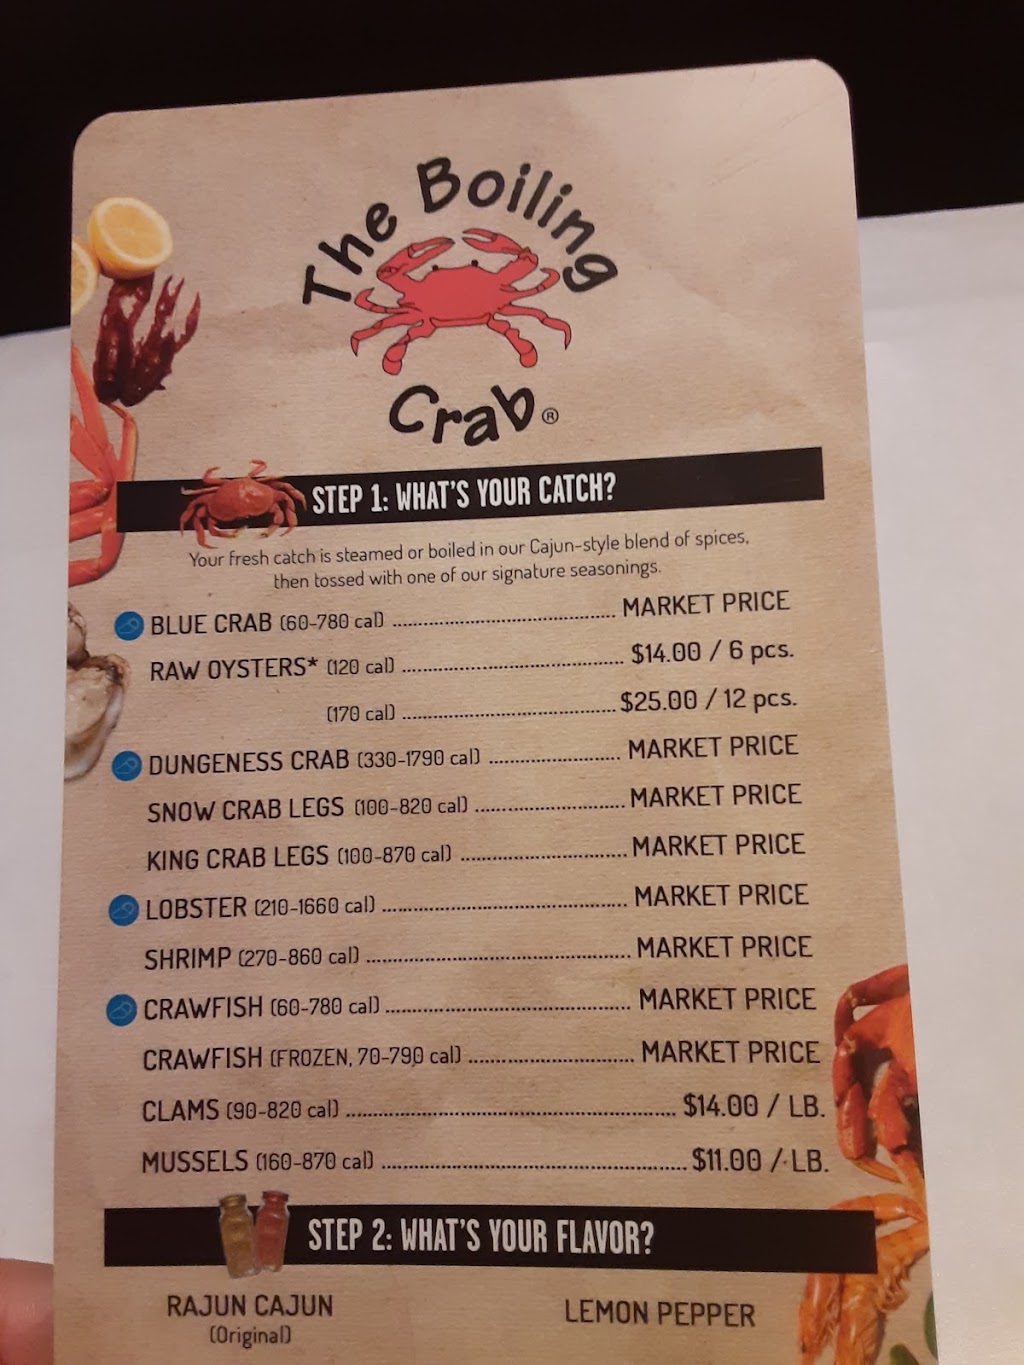 The Boiling
Crab®
STEP 1: WHAT'S YOUR CATCH?
Your fresh catch is steamed or boiled in our Cajun-style blend of spices,
then tossed with one of our signature seasonings.
BLUE CRAB (60-780 cal) ........ MARKET PRICE
RAW OYSTERS* (120 cal) ........ $14.00 / 6 pcs.
(170 cal) ........ $25.00 / 12 pcs.
DUNGENESS CRAB (330-1790 cal) ........ MARKET PRICE
SNOW CRAB LEGS (100-820 cal) ........ MARKET PRICE
KING CRAB LEGS (100-870 cal) ........ MARKET PRICE
LOBSTER (210-1660 cal) ........ MARKET PRICE
SHRIMP (270-860 cal) ........ MARKET PRICE
CRAWFISH (60-780 cal) ........ MARKET PRICE
CRAWFISH (FROZEN, 70-790 cal) ........ MARKET PRICE
CLAMS (90-820 cal) ........ $14.00 / LB.
MUSSELS (160-870 cal) ........ $11.00 / LB.
STEP 2: WHAT'S YOUR FLAVOR?
RAJUN CAJUN LEMON PEPPER
(Original)